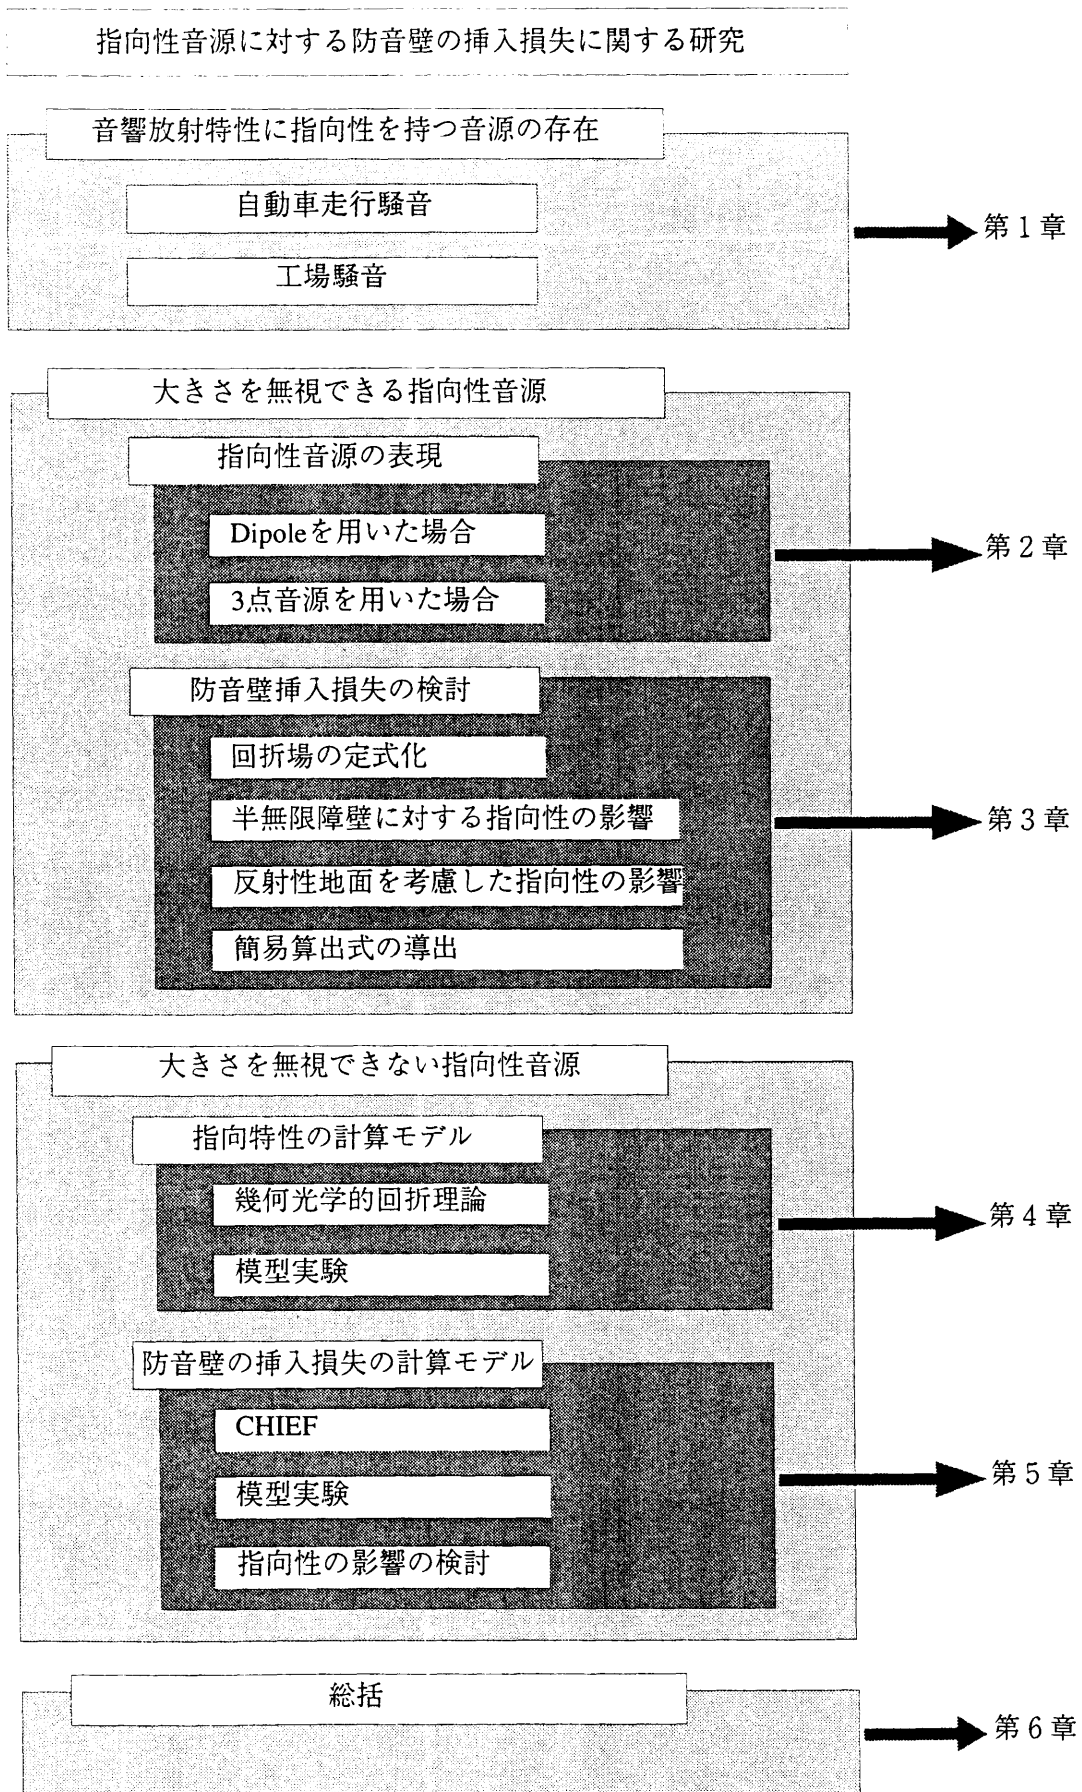 指向性音源に対する防音壁の挿入損失に関する研究
音響放射特性に指向性を持つ音源の存在
自動車走行騒音
工場騒音
第1章
大きさを無視できる指向性音源
指向性音源の表現
Dipoleを用いた場合
3点音源を用いた場合
第2章
防音壁挿入損失の検討
回折場の定式化
半無限障壁に対する指向性の影響
反射性地面を考慮した指向性の影響
簡易算出式の導出
第3章
大きさを無視できない指向性音源
指向特性の計算モデル
幾何光学的回折理論
模型実験
第4章
防音壁の挿入損失の計算モデル
CHIEF
模型実験
指向性の影響の検討
第5章
総括
第6章